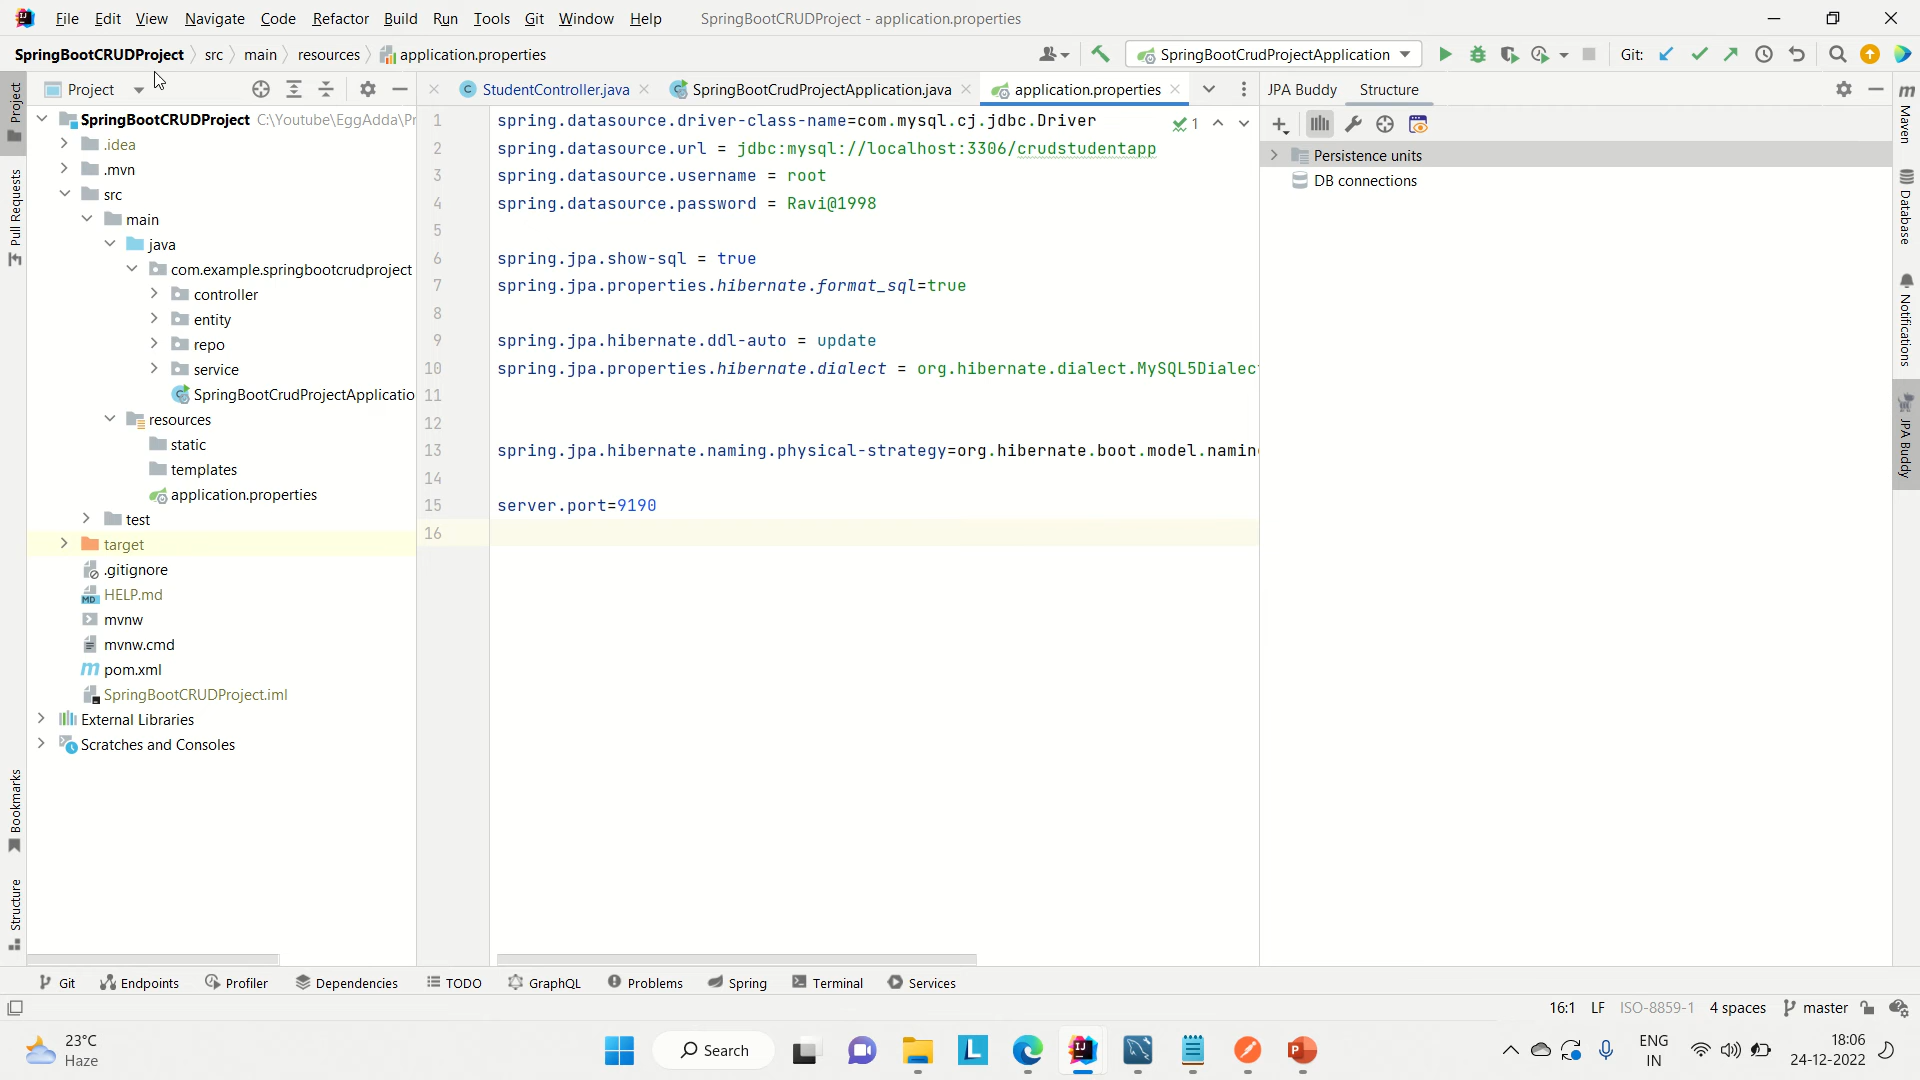 File Edit View Navigate Code Refactor Build Run Tools Git Window Help SpringBootCRUDProject - application.properties
SpringBootCRUDProject src main resources application.properties SpringBootCrudProjectApplication Git:
Project StudentController.java SpringBootCrudProjectApplication.java application.properties JPA Buddy Structure
SpringBootCRUDProject C:\Youtube\EggAdda\Pr
.idea
.mvn
src
main
java
com.example.springbootcrudproject
controller
entity
repo
service
SpringBootCrudProjectApplicatio
resources
static
templates
application.properties
test
target
.gitignore
HELP.md
mvnw
mvnw.cmd
pom.xml
SpringBootCRUDProject.iml
External Libraries
Scratches and Consoles
1 spring.datasource.driver-class-name=com.mysql.cj.jdbc.Driver
2 spring.datasource.url = jdbc:mysql://localhost:3306/crudstudentapp
3 spring.datasource.username = root
4 spring.datasource.password = Ravi@1998
5
6 spring.jpa.show-sql = true
7 spring.jpa.properties.hibernate.format_sql=true
8
9 spring.jpa.hibernate.ddl-auto = update
10 spring.jpa.properties.hibernate.dialect = org.hibernate.dialect.MySQL5Dialec
11
12
13 spring.jpa.hibernate.naming.physical-strategy=org.hibernate.boot.model.namin
14
15 server.port=9190
16
1
Persistence units
DB connections
Project
Pull Requests
Bookmarks
Structure
m
Maven
Database
Notifications
JPA Buddy
Git Endpoints Profiler Dependencies TODO GraphQL Problems Spring Terminal Services
16:1 LF ISO-8859-1 4 spaces master
23°C
Haze
Search
ENG
IN
18:06
24-12-2022